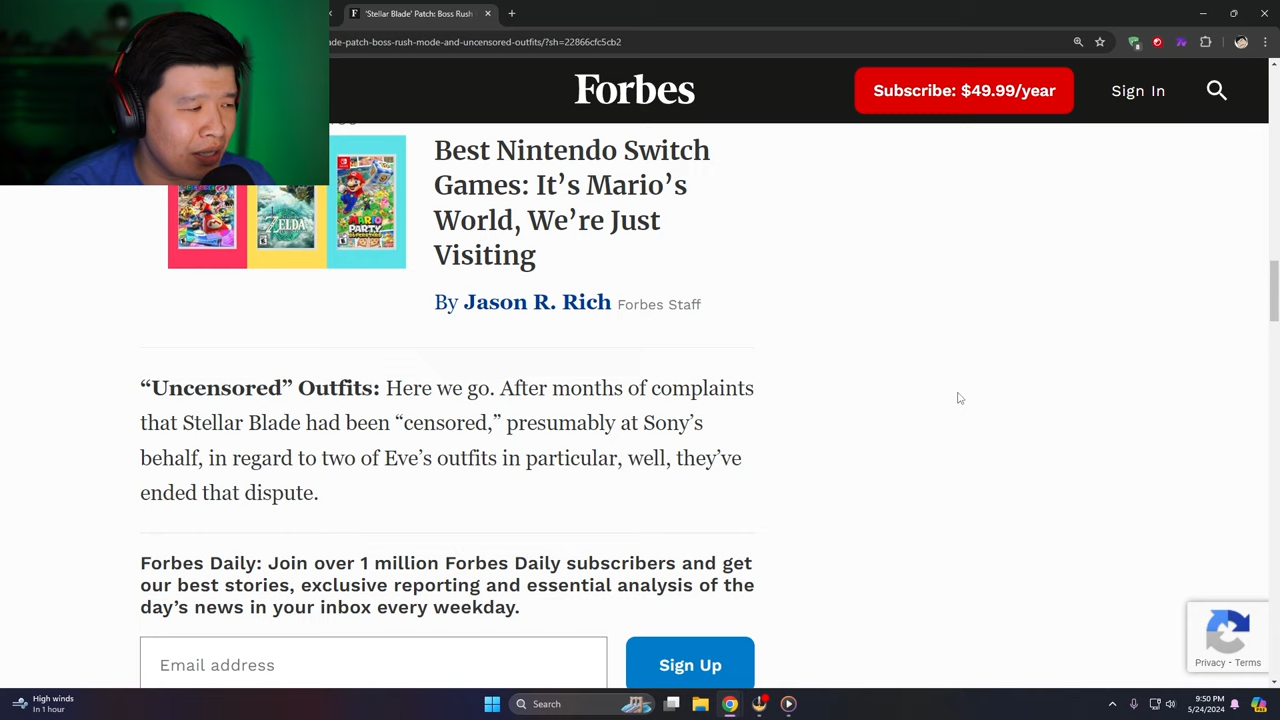 'Stellar Blade' Patch: Boss Rush
de-patch-boss-rush-mode-and-uncensored-outfits/?sh=22866cfc5cb2
Forbes
Subscribe: $49.99/year
Sign In
Best Nintendo Switch
Games: It's Mario's
World, We're Just
Visiting
ZELDA
MARIO
PARTY
By Jason R. Rich Forbes Staff
“Uncensored” Outfits: Here we go. After months of complaints
that Stellar Blade had been “censored,” presumably at Sony's
behalf, in regard to two of Eve's outfits in particular, well, they've
ended that dispute.
Forbes Daily: Join over 1 million Forbes Daily subscribers and get
our best stories, exclusive reporting and essential analysis of the
day's news in your inbox every weekday.
Email address
Sign Up
Privacy - Terms
High winds
In 1 hour
Search
9:50 PM
5/24/2024